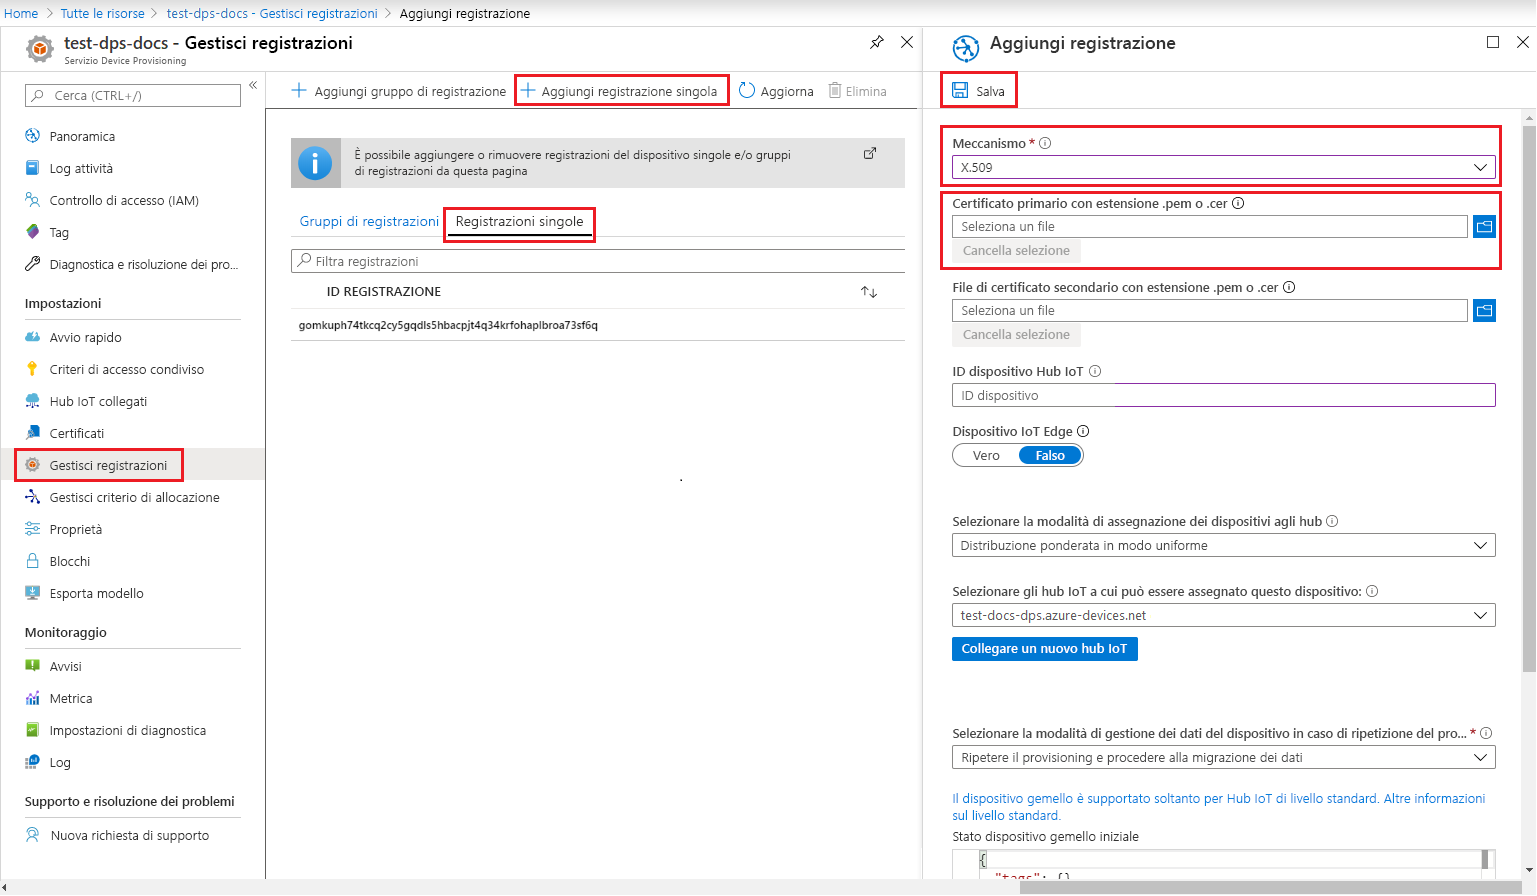 Home > Tutte le risorse > test-dps-docs - Gestisci registrazioni > Aggiungi registrazione
test-dps-docs - Gestisci registrazioni
Servizio Device Provisioning
Cerca (CTRL+/)
Panoramica
Log attività
Controllo di accesso (IAM)
Tag
Diagnostica e risoluzione dei pro...
Impostazioni
Avvio rapido
Criteri di accesso condiviso
Hub IoT collegati
Certificati
Gestisci registrazioni
Gestisci criterio di allocazione
Proprietà
Blocchi
Esporta modello
Monitoraggio
Avvisi
Metrica
Impostazioni di diagnostica
Log
Supporto e risoluzione dei problemi
Nuova richiesta di supporto
Aggiungi gruppo di registrazione
Aggiungi registrazione singola
Aggiorna
Elimina
È possibile aggiungere o rimuovere registrazioni del dispositivo singole e/o gruppi
di registrazioni da questa pagina
Gruppi di registrazioni
Registrazioni singole
Filtra registrazioni
ID REGISTRAZIONE
gomkuph74tkcq2cy5gqdls5hbacpjt4q34krfohaplbroa73sf6q
Aggiungi registrazione
Salva
Meccanismo *
X.509
Certificato primario con estensione .pem o .cer
Seleziona un file
Cancella selezione
File di certificato secondario con estensione .pem o .cer
Seleziona un file
Cancella selezione
ID dispositivo Hub IoT
ID dispositivo
Dispositivo IoT Edge
Vero Falso
Selezionare la modalità di assegnazione dei dispositivi agli hub
Distribuzione ponderata in modo uniforme
Selezionare gli hub IoT a cui può essere assegnato questo dispositivo:
test-docs-dps.azure-devices.net
Collegare un nuovo hub IoT
Selezionare la modalità di gestione dei dati del dispositivo in caso di ripetizione del pro... *
Ripetere il provisioning e procedere alla migrazione dei dati
Il dispositivo gemello è supportato soltanto per Hub IoT di livello standard. Altre informazioni
sul livello standard.
Stato dispositivo gemello iniziale
{
"tags": {},